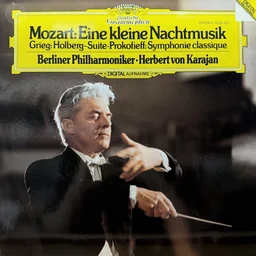 Deutsche
Grammophon
Mozart: Eine kleine Nachtmusik
Grieg: Holberg-Suite·Prokofieff: Symphonie classique
Berliner Philharmoniker·Herbert von Karajan
DIGITAL AUFNAHME